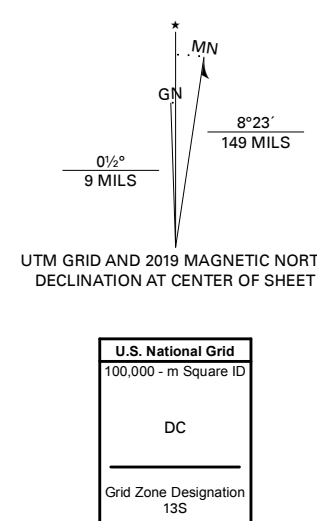 ★
MN
GN
8°23´
149 MILS
0½°
9 MILS
UTM GRID AND 2019 MAGNETIC NORT
DECLINATION AT CENTER OF SHEET
U.S. National Grid
100,000 - m Square ID
DC
Grid Zone Designation
13S